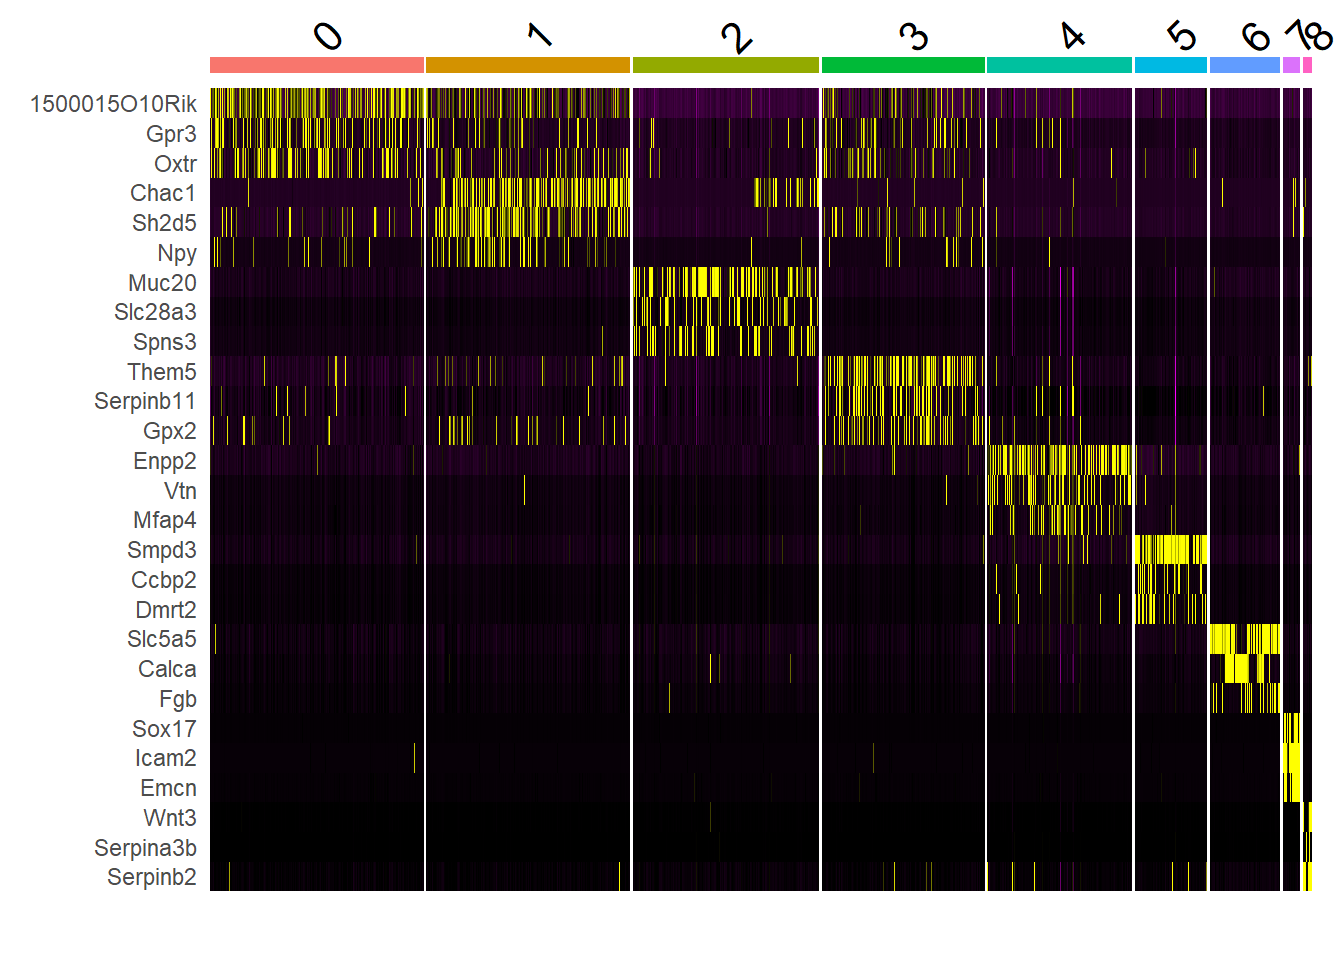 0 1 2 3 4 5 6 7 8
1500015O10Rik
Gpr3
Oxtr
Chac1
Sh2d5
Npy
Muc20
Slc28a3
Spns3
Them5
Serpinb11
Gpx2
Enpp2
Vtn
Mfap4
Smpd3
Ccbp2
Dmrt2
Slc5a5
Calca
Fgb
Sox17
Icam2
Emcn
Wnt3
Serpina3b
Serpinb2